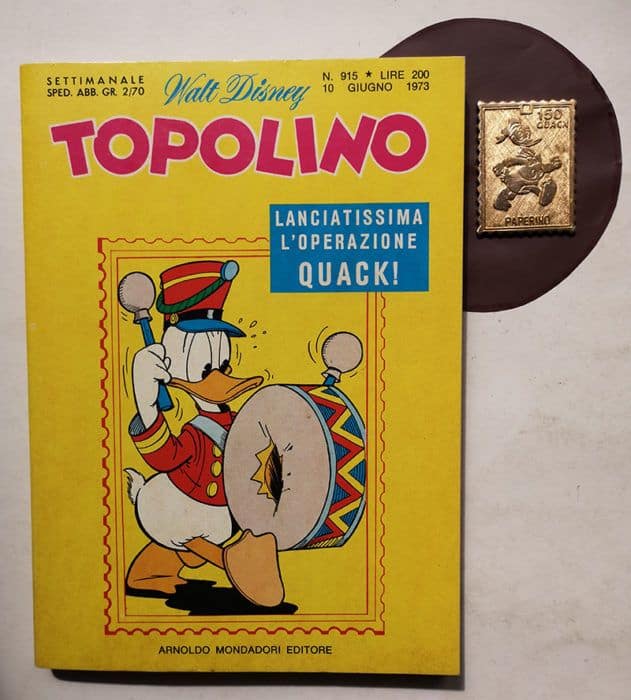 SETTIMANALE
SPED. ABB. GR. 2/70
Walt Disney
N. 915 ★ LIRE 200
10 GIUGNO 1973
TOPOLINO
LANCIATISSIMA
L'OPERAZIONE
QUACK!
ARNOLDO MONDADORI EDITORE
150
QUACK
PAPERINO